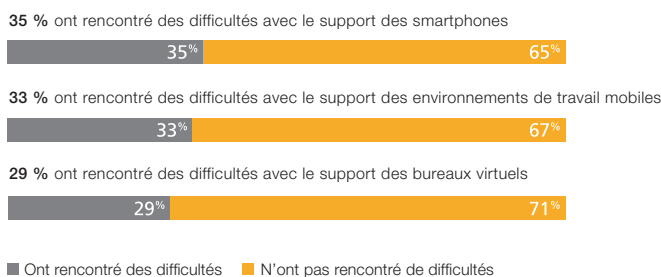 35 % ont rencontré des difficultés avec le support des smartphones
35% 65%
33 % ont rencontré des difficultés avec le support des environnements de travail mobiles
33% 67%
29 % ont rencontré des difficultés avec le support des bureaux virtuels
29% 71%
Ont rencontré des difficultés N'ont pas rencontré de difficultés